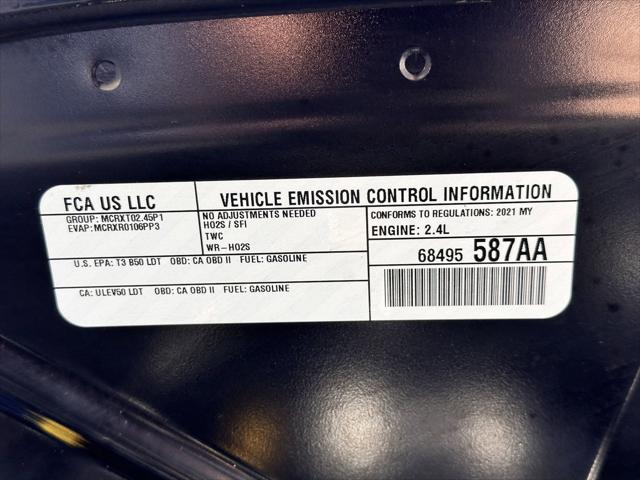 FCA US LLC
VEHICLE EMISSION CONTROL INFORMATION
GROUP: MCRXT02.45P1
EVAP: MCRXR0106PP3
NO ADJUSTMENTS NEEDED
HO2S / SFI
TWC
WR-HO2S
CONFORMS TO REGULATIONS: 2021 MY
ENGINE: 2.4L
U.S. EPA: T3 B50 LDT OBD: CA OBD II FUEL: GASOLINE
CA: ULEV50 LDT OBD: CA OBD II FUEL: GASOLINE
68495 587AA